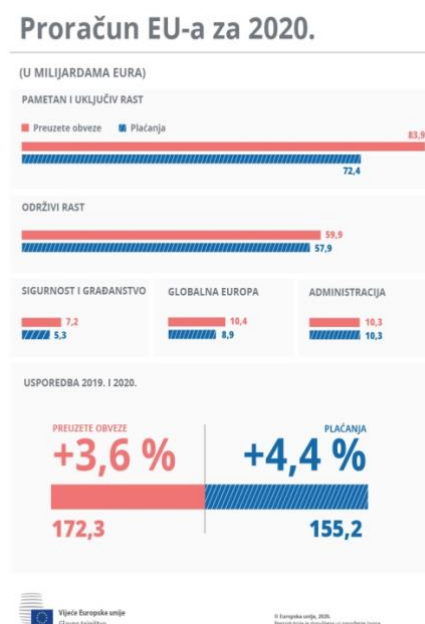 Proračun EU-a za 2020.
(U MILIJARDAMA EURA)
PAMETAN I UKLJUČIV RAST
Preuzete obveze Plaćanja
83,9
72,4
ODRŽIVI RAST
59,9
57,9
SIGURNOST I GRAĐANSTVO
7,2
5,3
GLOBALNA EUROPA
10,4
8,9
ADMINISTRACIJA
10,3
10,3
USPOREDBA 2019. I 2020.
PREUZETE OBVEZE
+3,6 %
172,3
PLAĆANJA
+4,4 %
155,2
Vijeće Europske unije
© Europska unija, 2020.